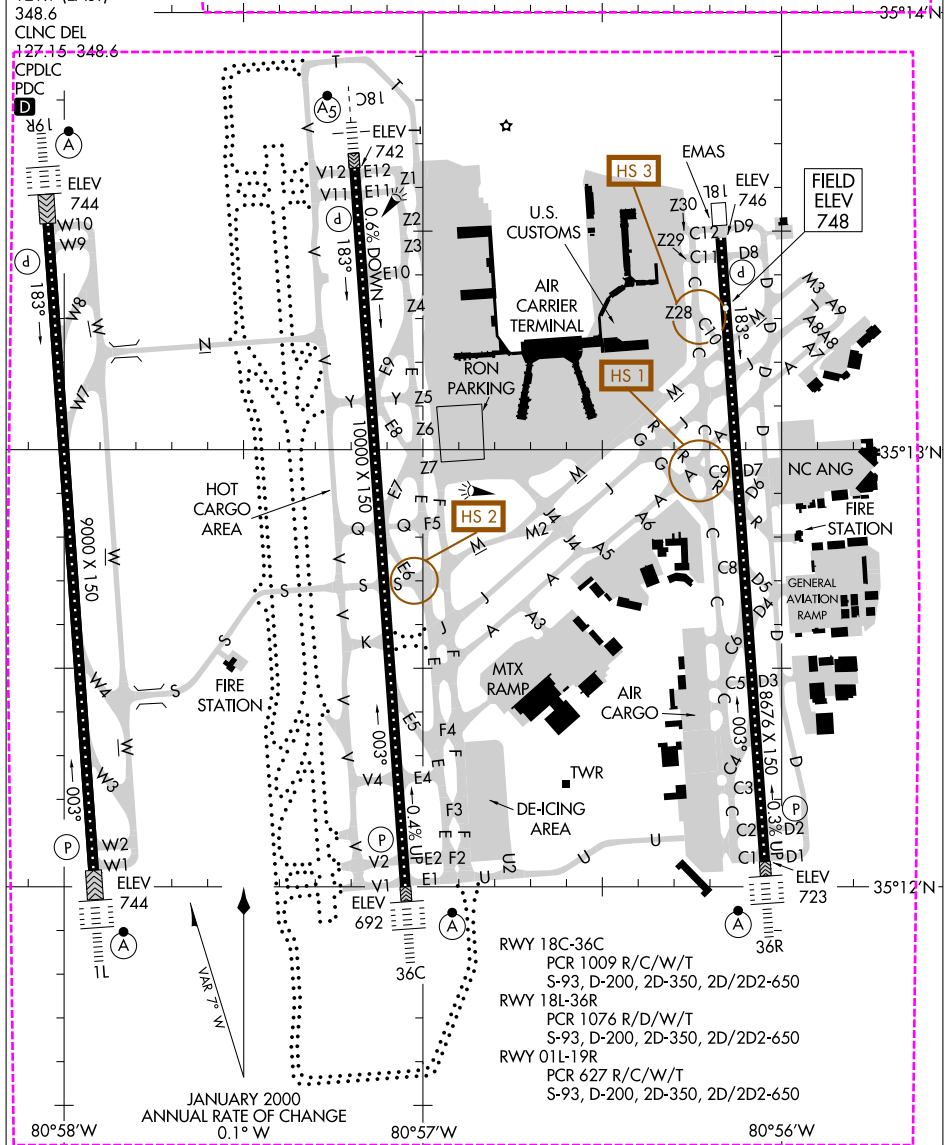 348.6
CLNC DEL
127.15 348.6
CPDLC
PDC
D
35°14'N
19R
A
ELEV
744
W10
W9
P
183°
W8
W
W7
9000 X 150
W
W4
W
W3
003°
P
W2
W1
ELEV
744
A
1L
N
HOT
CARGO
AREA
S
S
FIRE
STATION
T
T
T
V
A5
18C
ELEV
742
V12
E12
V11
E11
Z1
P
183°
0.6% DOWN
Z2
Z3
V
E10
Z4
V
E9
E
Y
Y
Z5
E8
Z6
10000 X 150
Z7
E7
E
F
Q
Q
F5
V
HS 2
S
S
S
E6
V
K
J
F
E
E5
F4
V
003°
E
F
V4
E4
0.4% UP
F3
P
E
F
V
V2
E2
F2
V1
E1
U
U2
U
U
ELEV
692
A
36C
U.S.
CUSTOMS
AIR
CARRIER
TERMINAL
RON
PARKING
HS 3
HS 1
EMAS
Z30
18L
ELEV
746
FIELD
ELEV
748
C12
D9
Z29
C11
D8
P
C
D
Z28
C10
183°
M
D
M3
A9
J
A8
A8
A7
C
J
D
A
M
J
R
C
A
D
G
G
R
A
R
C9
D7
D6
NC ANG
M
J
A
A6
R
FIRE
STATION
M
M2
J4
J4
A5
C
C8
D5
D4
GENERAL
AVIATION
RAMP
A
J
A
A3
C
C6
D
MTX
RAMP
AIR
CARGO
C5
D3
C
8676 X 150
003°
C4
D
TWR
C3
DE-ICING
AREA
C
0.3% UP
P
C2
D2
C1
D1
ELEV
723
A
36R
35°13'N
35°12'N
VAR 7° W
JANUARY 2000
ANNUAL RATE OF CHANGE
0.1° W
RWY 18C-36C
PCR 1009 R/C/W/T
S-93, D-200, 2D-350, 2D/2D2-650
RWY 18L-36R
PCR 1076 R/D/W/T
S-93, D-200, 2D-350, 2D/2D2-650
RWY 01L-19R
PCR 627 R/C/W/T
S-93, D-200, 2D-350, 2D/2D2-650
80°58'W
80°57'W
80°56'W